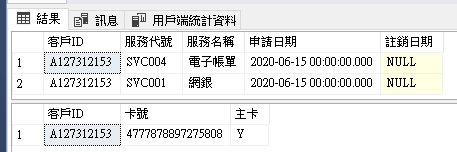 結果 訊息 用戶端統計資料
客戶ID 服務代號 服務名稱 申請日期 註銷日期
1 A127312153 SVC004 電子帳單 2020-06-15 00:00:00.000 NULL
2 A127312153 SVC001 網銀 2020-06-15 00:00:00.000 NULL
客戶ID 卡號 主卡
1 A127312153 4777878897275808 Y